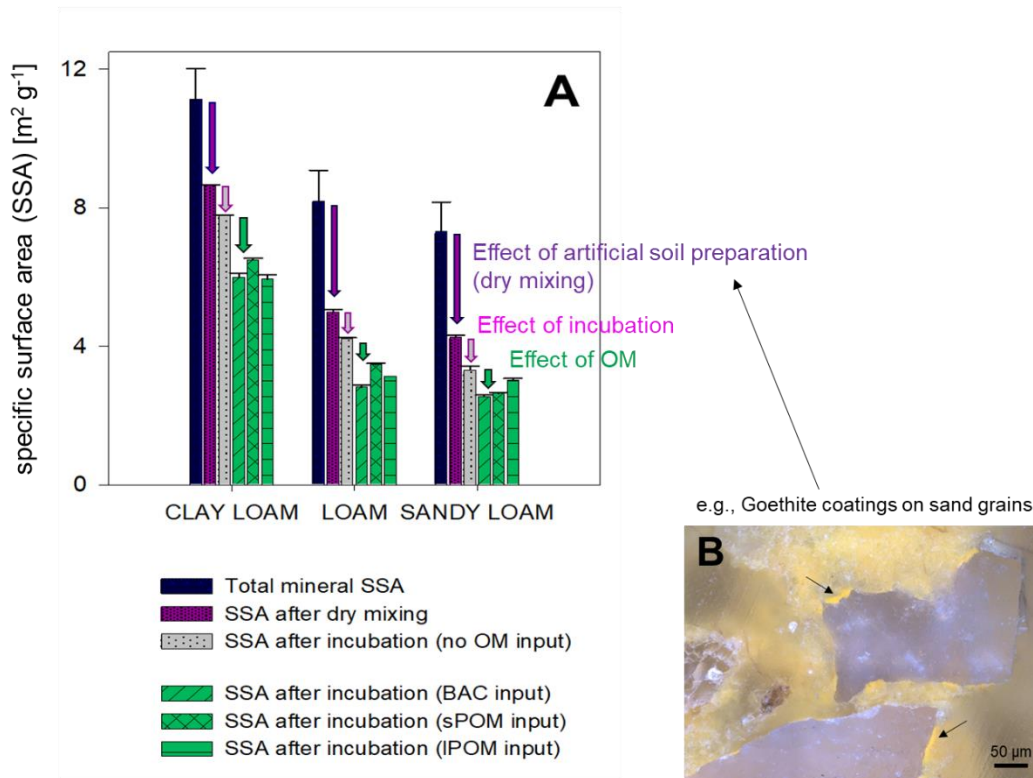 A
specific surface area (SSA) [m² g⁻¹]
12
8
4
0
Effect of artificial soil preparation
(dry mixing)
Effect of incubation
Effect of OM
CLAY LOAM LOAM SANDY LOAM
e.g., Goethite coatings on sand grains
Total mineral SSA
SSA after dry mixing
SSA after incubation (no OM input)
SSA after incubation (BAC input)
SSA after incubation (sPOM input)
SSA after incubation (lPOM input)
B
50 µm